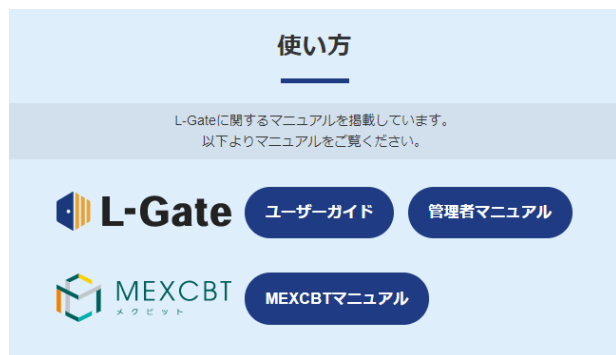 使い方
L-Gateに関するマニュアルを掲載しています。
以下よりマニュアルをご覧ください。
L-Gate ユーザーガイド 管理者マニュアル
MEXCBT MEXCBTマニュアル
メクビット